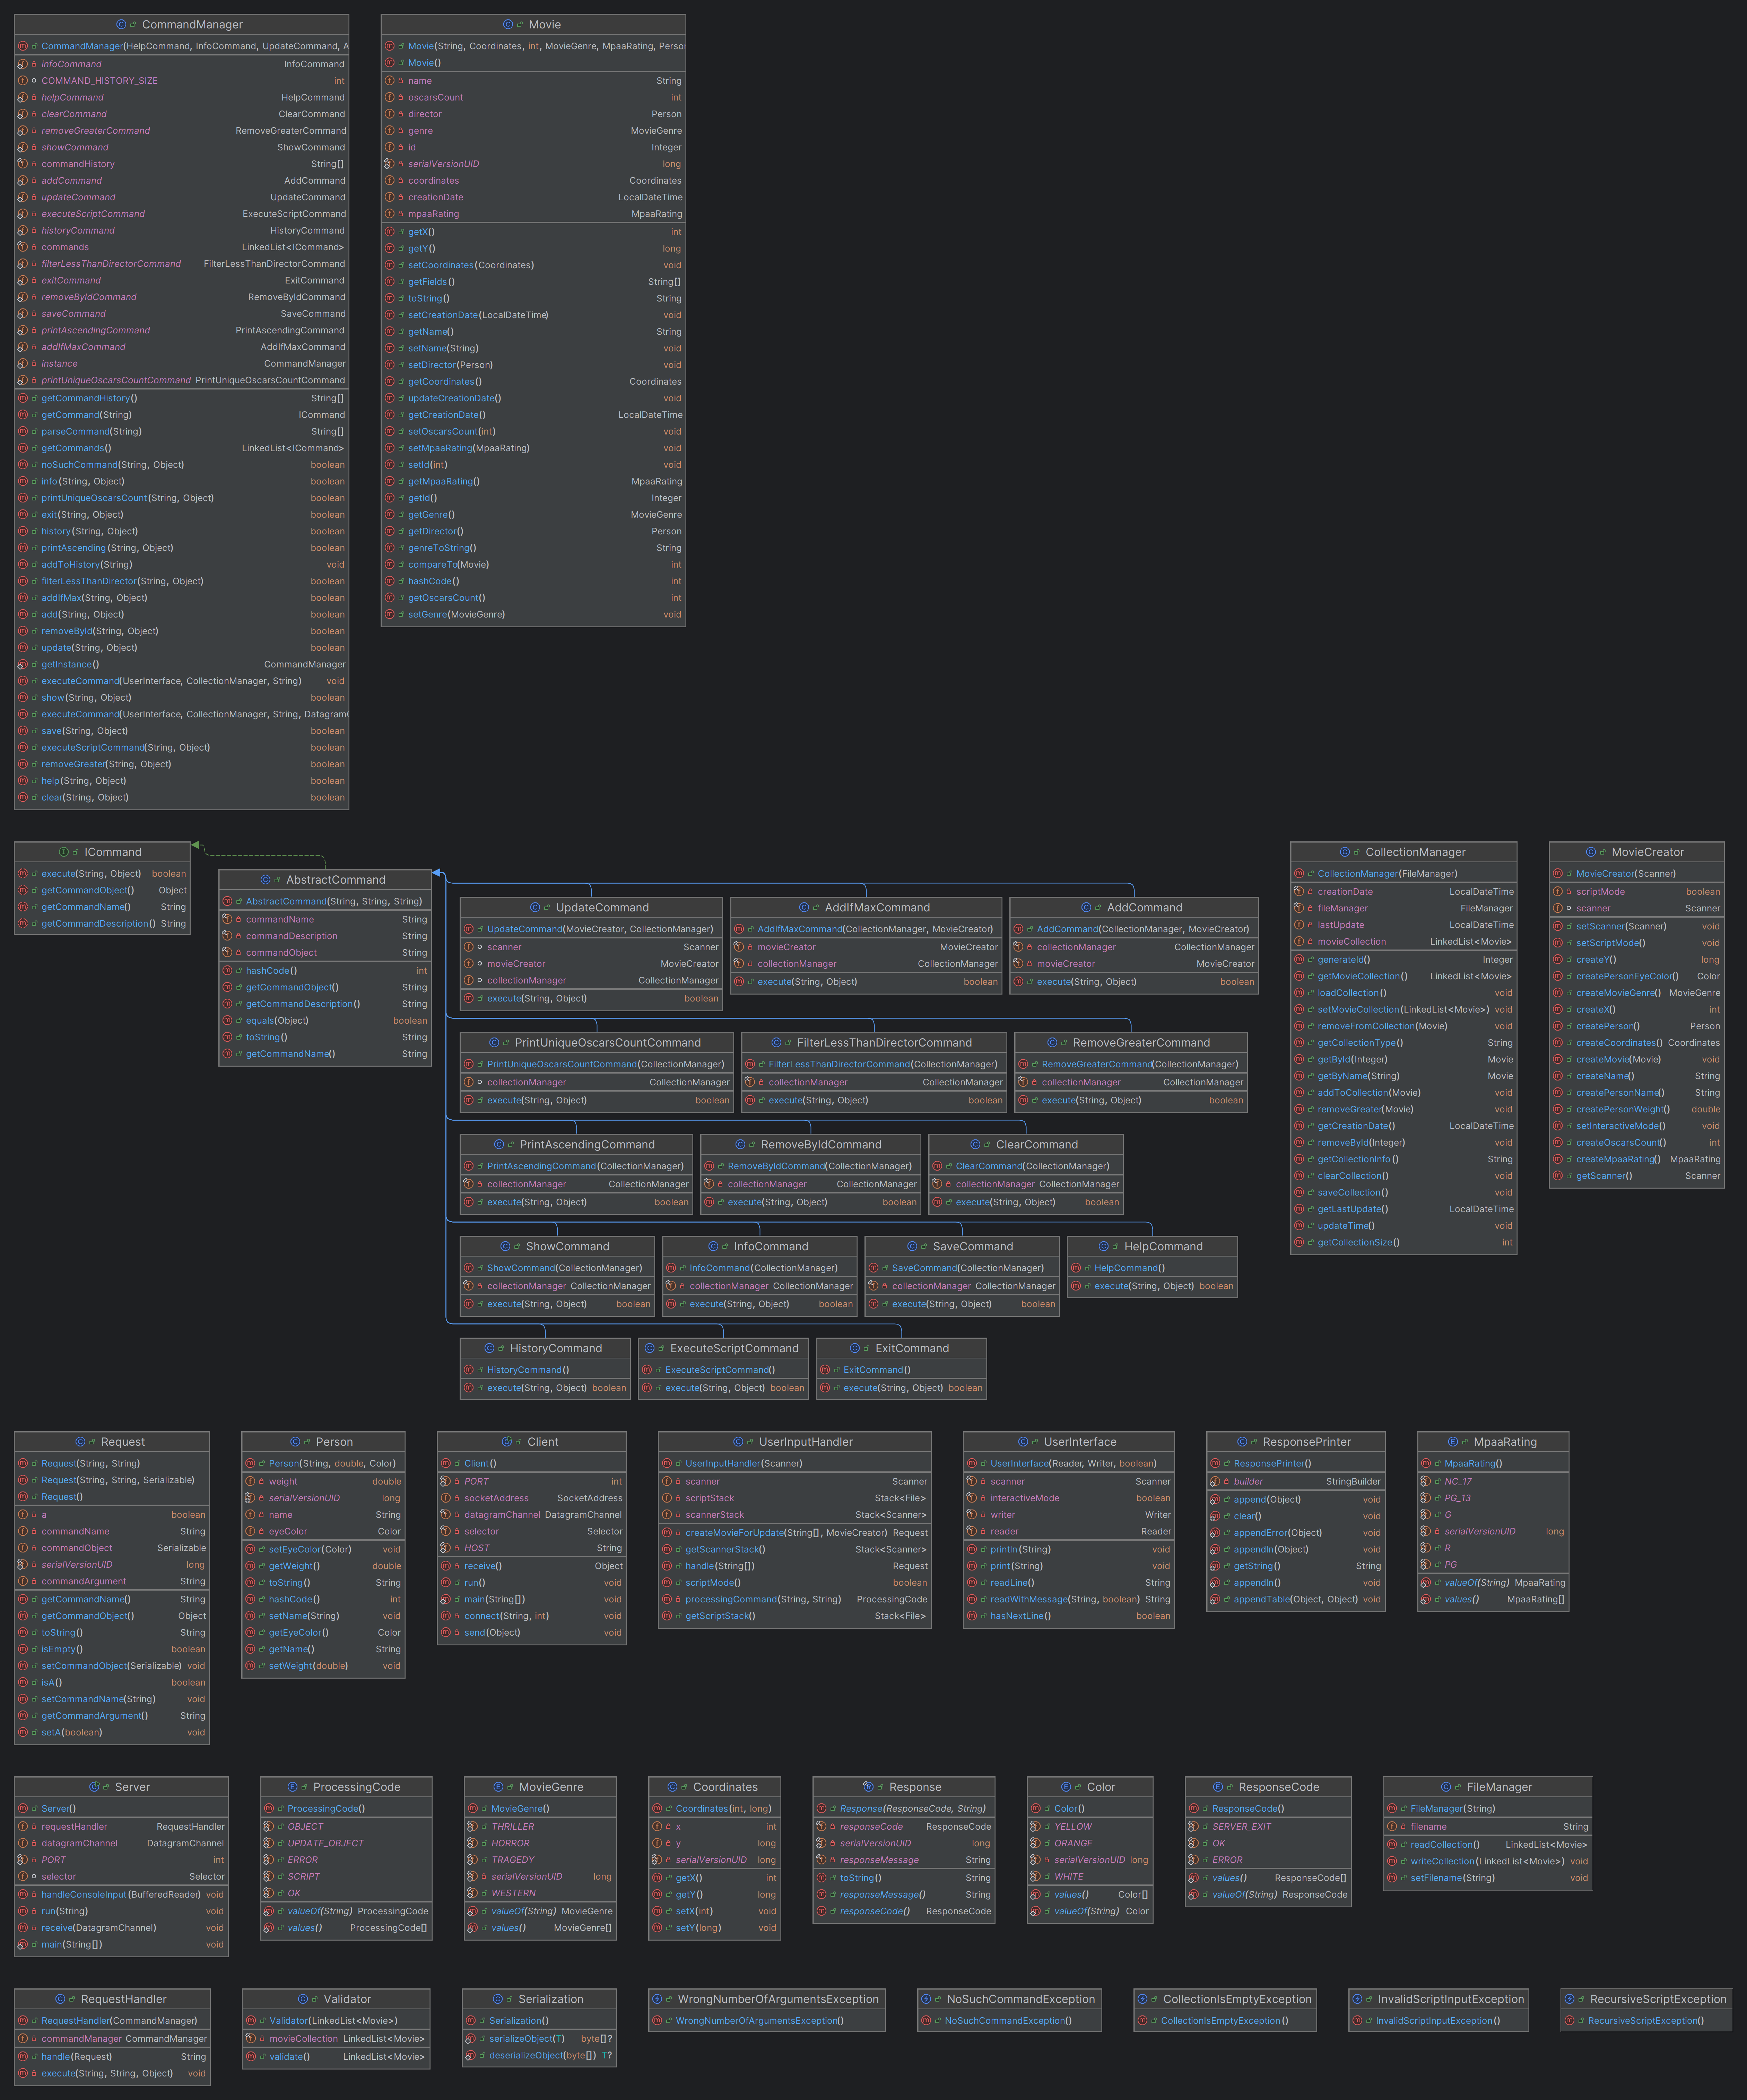 CommandManager
CommandManager(HelpCommand, InfoCommand, UpdateCommand, A
infoCommand InfoCommand
COMMAND_HISTORY_SIZE int
helpCommand HelpCommand
clearCommand ClearCommand
removeGreaterCommand RemoveGreaterCommand
showCommand ShowCommand
commandHistory String[]
addCommand AddCommand
updateCommand UpdateCommand
executeScriptCommand ExecuteScriptCommand
historyCommand HistoryCommand
commands LinkedList<ICommand>
filterLessThanDirectorCommand FilterLessThanDirectorCommand
exitCommand ExitCommand
removeByIdCommand RemoveByIdCommand
saveCommand SaveCommand
printAscendingCommand PrintAscendingCommand
addIfMaxCommand AddIfMaxCommand
instance CommandManager
printUniqueOscarsCountCommand PrintUniqueOscarsCountCommand
getCommandHistory() String[]
getCommand(String) ICommand
parseCommand(String) String[]
getCommands() LinkedList<ICommand>
noSuchCommand(String, Object) boolean
info(String, Object) boolean
printUniqueOscarsCount(String, Object) boolean
exit(String, Object) boolean
history(String, Object) boolean
printAscending(String, Object) boolean
addToHistory(String) void
filterLessThanDirector(String, Object) boolean
addIfMax(String, Object) boolean
add(String, Object) boolean
removeById(String, Object) boolean
update(String, Object) boolean
getInstance() CommandManager
executeCommand(UserInterface, CollectionManager, String) void
show(String, Object) boolean
executeCommand(UserInterface, CollectionManager, String, Datagram
save(String, Object) boolean
executeScriptCommand(String, Object) boolean
removeGreater(String, Object) boolean
help(String, Object) boolean
clear(String, Object) boolean
Movie
Movie(String, Coordinates, int, MovieGenre, MpaaRating, Person
Movie()
name String
oscarsCount int
director Person
genre MovieGenre
id Integer
serialVersionUID long
coordinates Coordinates
creationDate LocalDateTime
mpaaRating MpaaRating
getX() int
getY() long
setCoordinates(Coordinates) void
getFields() String[]
toString() String
setCreationDate(LocalDateTime) void
getName() String
setName(String) void
setDirector(Person) void
getCoordinates() Coordinates
updateCreationDate() void
getCreationDate() LocalDateTime
setOscarsCount(int) void
setMpaaRating(MpaaRating) void
setId(int) void
getMpaaRating() MpaaRating
getId() Integer
getGenre() MovieGenre
getDirector() Person
genreToString() String
compareTo(Movie) int
hashCode() int
getOscarsCount() int
setGenre(MovieGenre) void
ICommand
execute(String, Object) boolean
getCommandObject() Object
getCommandName() String
getCommandDescription() String
AbstractCommand
AbstractCommand(String, String, String)
commandName String
commandDescription String
commandObject String
hashCode() int
getCommandObject() String
getCommandDescription() String
equals(Object) boolean
toString() String
getCommandName() String
UpdateCommand
UpdateCommand(MovieCreator, CollectionManager)
scanner Scanner
movieCreator MovieCreator
collectionManager CollectionManager
execute(String, Object) boolean
AddIfMaxCommand
AddIfMaxCommand(CollectionManager, MovieCreator)
movieCreator MovieCreator
collectionManager CollectionManager
execute(String, Object) boolean
AddCommand
AddCommand(CollectionManager, MovieCreator)
collectionManager CollectionManager
movieCreator MovieCreator
execute(String, Object) boolean
PrintUniqueOscarsCountCommand
PrintUniqueOscarsCountCommand(CollectionManager)
collectionManager CollectionManager
execute(String, Object) boolean
FilterLessThanDirectorCommand
FilterLessThanDirectorCommand(CollectionManager)
collectionManager CollectionManager
execute(String, Object) boolean
RemoveGreaterCommand
RemoveGreaterCommand(CollectionManager)
collectionManager CollectionManager
execute(String, Object) boolean
PrintAscendingCommand
PrintAscendingCommand(CollectionManager)
collectionManager CollectionManager
execute(String, Object) boolean
RemoveByIdCommand
RemoveByIdCommand(CollectionManager)
collectionManager CollectionManager
execute(String, Object) boolean
ClearCommand
ClearCommand(CollectionManager)
collectionManager CollectionManager
execute(String, Object) boolean
ShowCommand
ShowCommand(CollectionManager)
collectionManager CollectionManager
execute(String, Object) boolean
InfoCommand
InfoCommand(CollectionManager)
collectionManager CollectionManager
execute(String, Object) boolean
SaveCommand
SaveCommand(CollectionManager)
collectionManager CollectionManager
execute(String, Object) boolean
HelpCommand
HelpCommand()
execute(String, Object) boolean
HistoryCommand
HistoryCommand()
execute(String, Object) boolean
ExecuteScriptCommand
ExecuteScriptCommand()
execute(String, Object) boolean
ExitCommand
ExitCommand()
execute(String, Object) boolean
CollectionManager
CollectionManager(FileManager)
creationDate LocalDateTime
fileManager FileManager
lastUpdate LocalDateTime
movieCollection LinkedList<Movie>
generateId() Integer
getMovieCollection() LinkedList<Movie>
loadCollection() void
setMovieCollection(LinkedList<Movie>) void
removeFromCollection(Movie) void
getCollectionType() String
getById(Integer) Movie
getByName(String) Movie
addToCollection(Movie) void
removeGreater(Movie) void
getCreationDate() LocalDateTime
removeById(Integer) void
getCollectionInfo() String
clearCollection() void
saveCollection() void
getLastUpdate() LocalDateTime
updateTime() void
getCollectionSize() int
MovieCreator
MovieCreator(Scanner)
scriptMode boolean
scanner Scanner
setScanner(Scanner) void
setScriptMode() void
createY() long
createPersonEyeColor() Color
createMovieGenre() MovieGenre
createX() int
createPerson() Person
createCoordinates() Coordinates
createMovie(Movie) void
createName() String
createPersonName() String
createPersonWeight() double
setInteractiveMode() void
createOscarsCount() int
createMpaaRating() MpaaRating
getScanner() Scanner
Request
Request(String, String)
Request(String, String, Serializable)
Request()
a boolean
commandName String
commandObject Serializable
serialVersionUID long
commandArgument String
getCommandName() String
getCommandObject() Object
toString() String
isEmpty() boolean
setCommandObject(Serializable) void
isA() boolean
setCommandName(String) void
getCommandArgument() String
setA(boolean) void
Person
Person(String, double, Color)
weight double
serialVersionUID long
name String
eyeColor Color
setEyeColor(Color) void
getWeight() double
toString() String
hashCode() int
setName(String) void
getEyeColor() Color
getName() String
setWeight(double) void
Client
Client()
PORT int
socketAddress SocketAddress
datagramChannel DatagramChannel
selector Selector
HOST String
receive() Object
run() void
main(String[]) void
connect(String, int) void
send(Object) void
UserInputHandler
UserInputHandler(Scanner)
scanner Scanner
scriptStack Stack<File>
scannerStack Stack<Scanner>
createMovieForUpdate(String[], MovieCreator) Request
getScannerStack() Stack<Scanner>
handle(String[]) Request
scriptMode() boolean
processingCommand(String, String) ProcessingCode
getScriptStack() Stack<File>
UserInterface
UserInterface(Reader, Writer, boolean)
scanner Scanner
interactiveMode boolean
writer Writer
reader Reader
println(String) void
print(String) void
readLine() String
readWithMessage(String, boolean) String
hasNextLine() boolean
ResponsePrinter
ResponsePrinter()
builder StringBuilder
append(Object) void
clear() void
appendError(Object) void
appendln(Object) void
getString() String
appendln() void
appendTable(Object, Object) void
MpaaRating
MpaaRating()
NC_17
PG_13
G
serialVersionUID long
R
PG
valueOf(String) MpaaRating
values() MpaaRating[]
Server
Server()
requestHandler RequestHandler
datagramChannel DatagramChannel
PORT int
selector Selector
handleConsoleInput(BufferedReader) void
run(String) void
receive(DatagramChannel) void
main(String[]) void
ProcessingCode
ProcessingCode()
OBJECT
UPDATE_OBJECT
ERROR
SCRIPT
OK
valueOf(String) ProcessingCode
values() ProcessingCode[]
MovieGenre
MovieGenre()
THRILLER
HORROR
TRAGEDY
serialVersionUID long
WESTERN
valueOf(String) MovieGenre
values() MovieGenre[]
Coordinates
Coordinates(int, long)
x int
y long
serialVersionUID long
getX() int
getY() long
setX(int) void
setY(long) void
Response
Response(ResponseCode, String)
responseCode ResponseCode
serialVersionUID long
responseMessage String
toString() String
responseMessage() String
responseCode() ResponseCode
Color
Color()
YELLOW
ORANGE
serialVersionUID long
WHITE
values() Color[]
valueOf(String) Color
ResponseCode
ResponseCode()
SERVER_EXIT
OK
ERROR
values() ResponseCode[]
valueOf(String) ResponseCode
FileManager
FileManager(String)
filename String
readCollection() LinkedList<Movie>
writeCollection(LinkedList<Movie>) void
setFilename(String) void
RequestHandler
RequestHandler(CommandManager)
commandManager CommandManager
handle(Request) String
execute(String, String, Object) void
Validator
Validator(LinkedList<Movie>)
movieCollection LinkedList<Movie>
validate() LinkedList<Movie>
Serialization
Serialization()
serializeObject(T) byte[]?
deserializeObject(byte[]) T?
WrongNumberOfArgumentsException
WrongNumberOfArgumentsException()
NoSuchCommandException
NoSuchCommandException()
CollectionIsEmptyException
CollectionIsEmptyException()
InvalidScriptInputException
InvalidScriptInputException()
RecursiveScriptException
RecursiveScriptException()